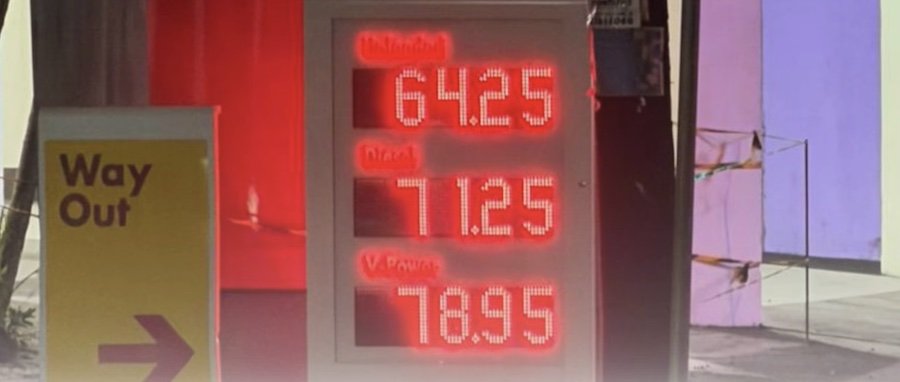 Way
Out
Unleaded
64.25
Diesel
71.25
V-Power
78.95